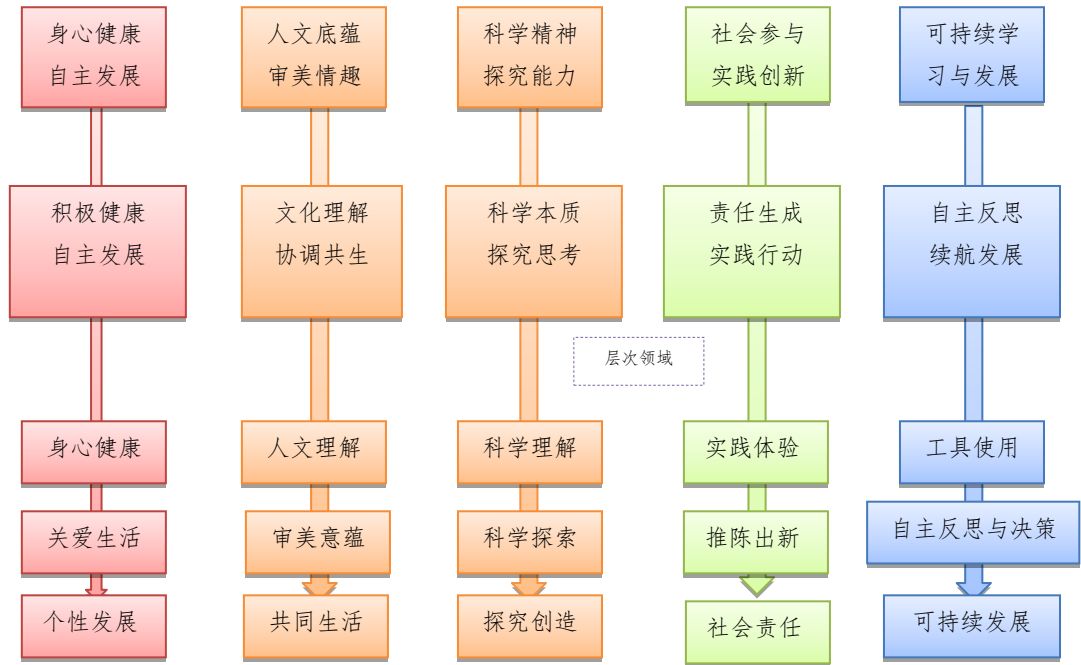 身心健康
自主发展
人文底蕴
审美情趣
科学精神
探究能力
社会参与
实践创新
可持续学
习与发展
积极健康
自主发展
文化理解
协调共生
科学本质
探究思考
责任生成
实践行动
自主反思
续航发展
层次领域
身心健康
人文理解
科学理解
实践体验
工具使用
关爱生活
审美意蕴
科学探索
推陈出新
自主反思与决策
个性发展
共同生活
探究创造
社会责任
可持续发展